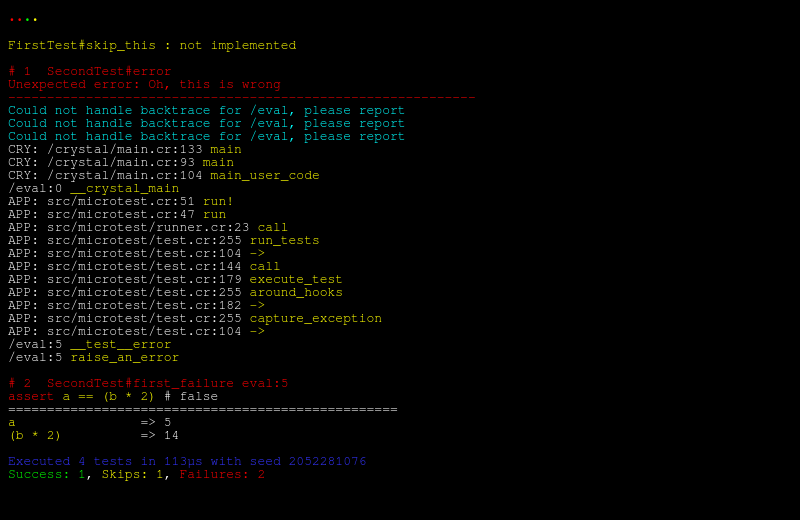 ....
FirstTest#skip_this : not implemented
# 1  SecondTest#error
Unexpected error: Oh, this is wrong
------------------------------------------------------------
Could not handle backtrace for /eval, please report
Could not handle backtrace for /eval, please report
Could not handle backtrace for /eval, please report
CRY: /crystal/main.cr:133 main
CRY: /crystal/main.cr:93 main
CRY: /crystal/main.cr:104 main_user_code
/eval:0 __crystal_main
APP: src/microtest.cr:51 run!
APP: src/microtest.cr:47 run
APP: src/microtest/runner.cr:23 call
APP: src/microtest/test.cr:255 run_tests
APP: src/microtest/test.cr:104 ->
APP: src/microtest/test.cr:144 call
APP: src/microtest/test.cr:179 execute_test
APP: src/microtest/test.cr:255 around_hooks
APP: src/microtest/test.cr:182 ->
APP: src/microtest/test.cr:255 capture_exception
APP: src/microtest/test.cr:104 ->
/eval:5 __test__error
/eval:5 raise_an_error
# 2  SecondTest#first_failure eval:5
assert a == (b * 2) # false
==================================================
a                => 5
(b * 2)          => 14
Executed 4 tests in 113µs with seed 2052281076
Success: 1, Skips: 1, Failures: 2